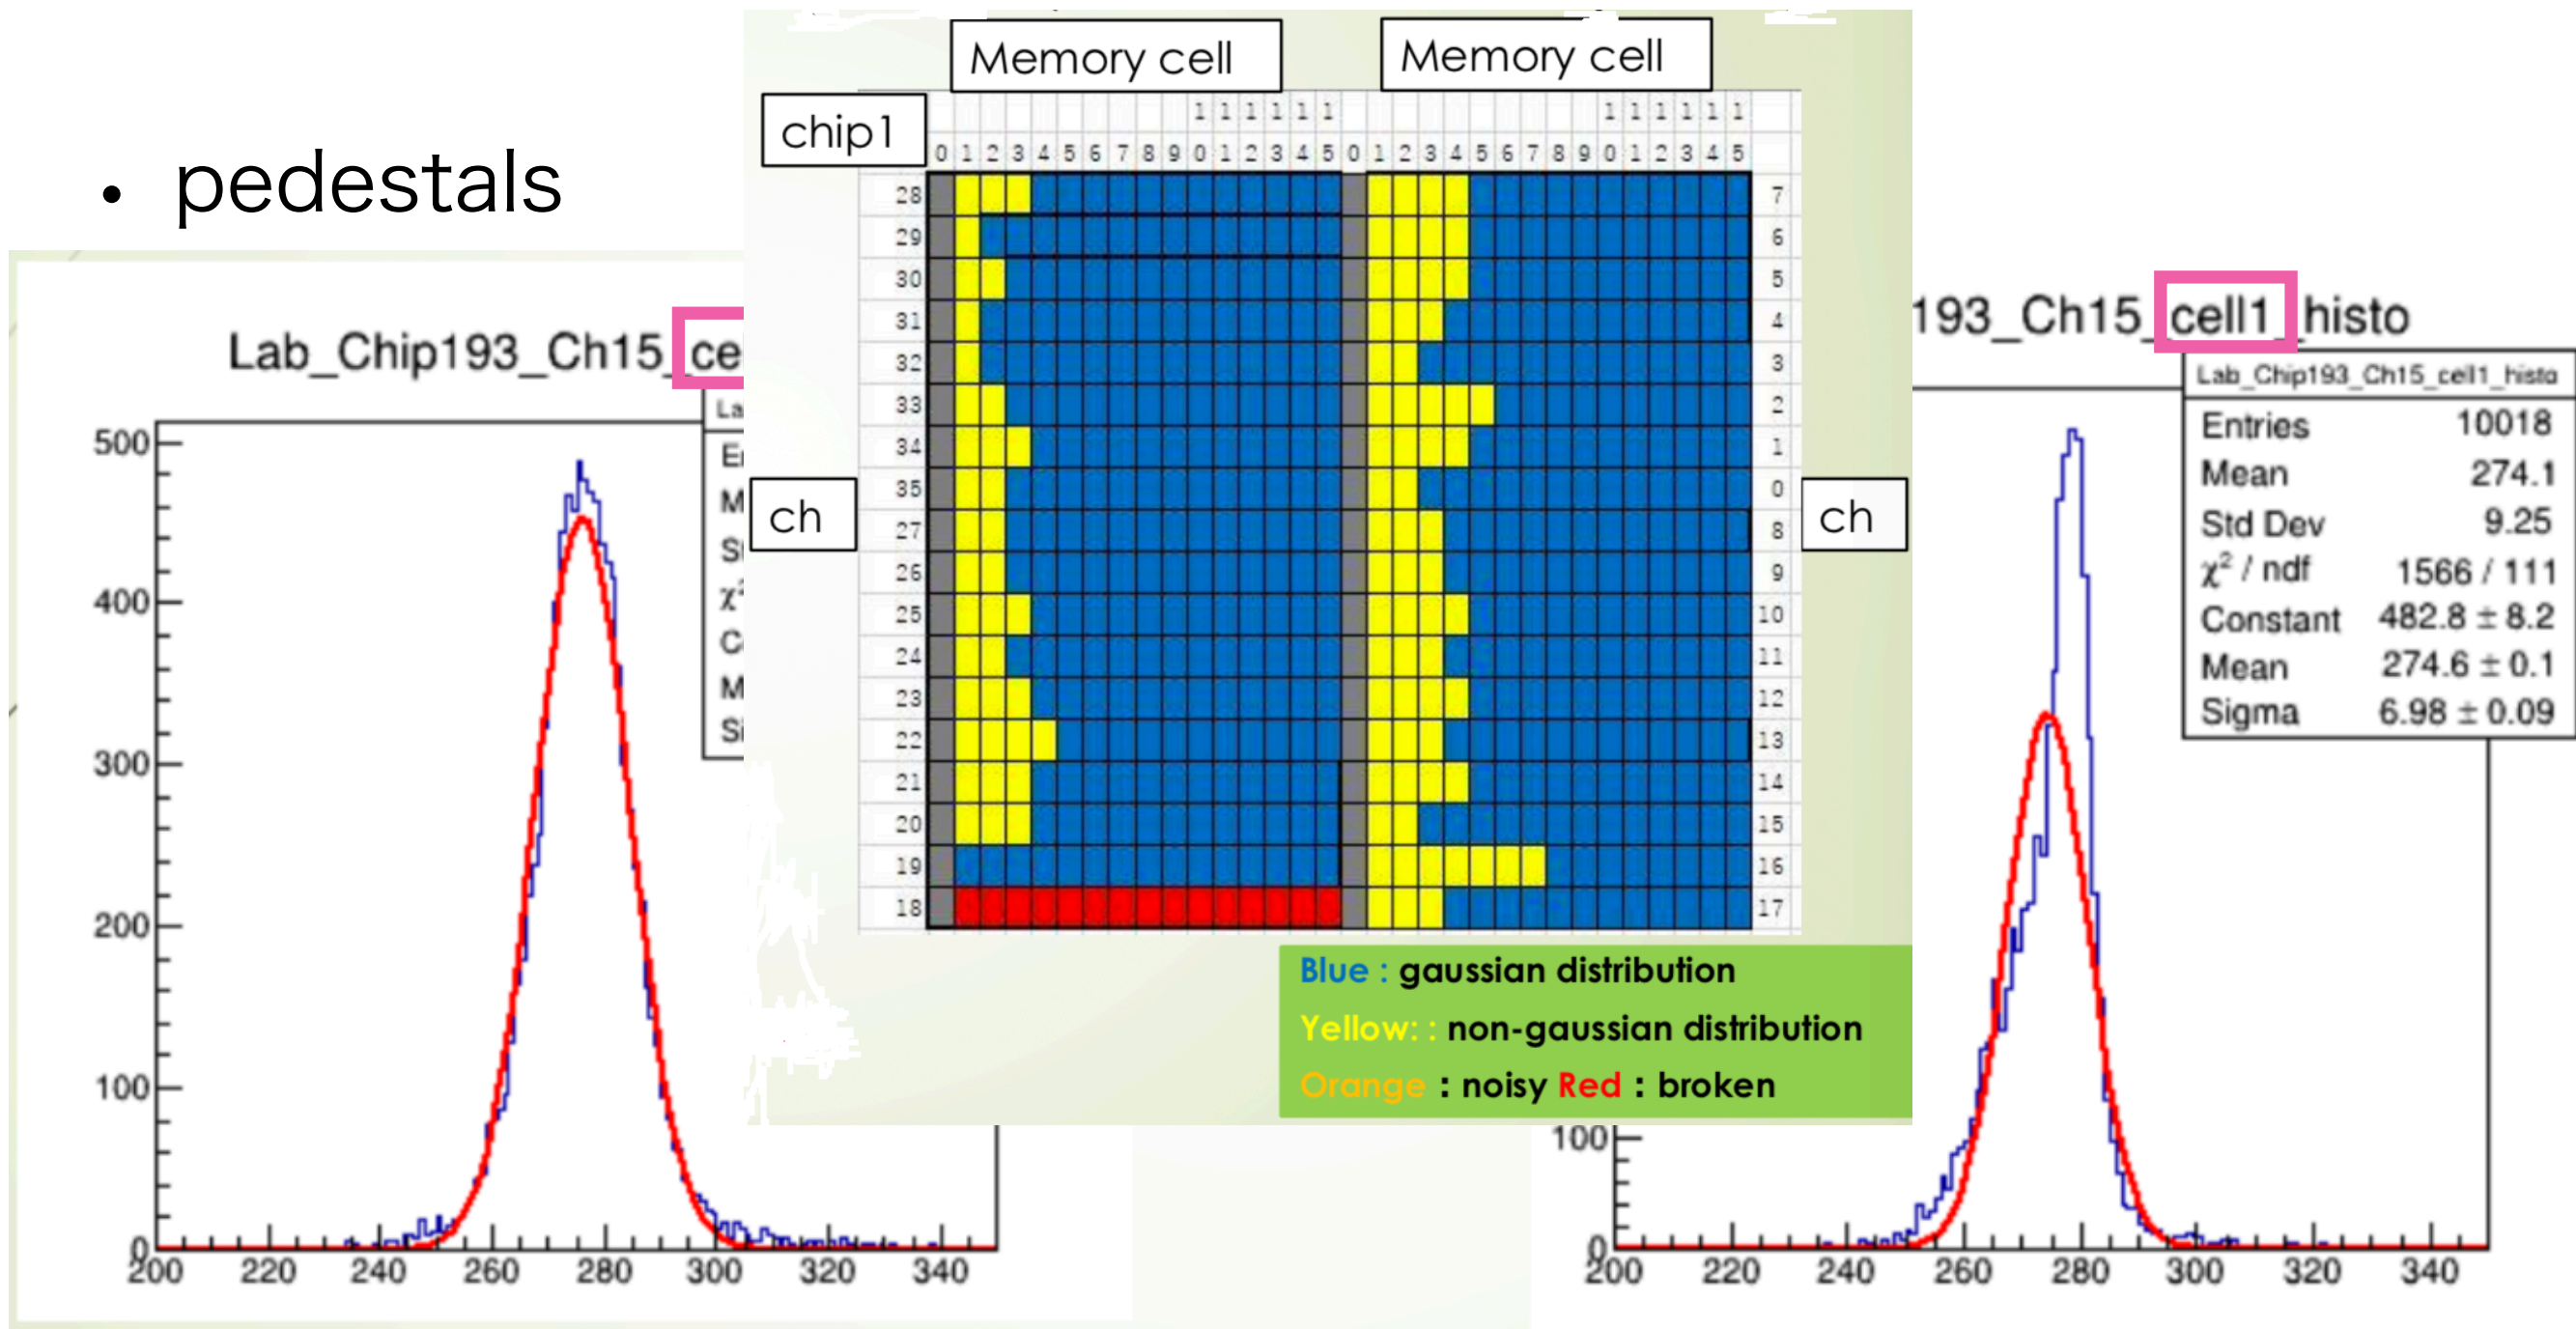 • pedestals
Memory cell
Memory cell
chip1
1 1 1 1 1 1 1 1 1 1 1 1
0 1 2 3 4 5 6 7 8 9 0 1 2 3 4 5 0 1 2 3 4 5 6 7 8 9 0 1 2 3 4 5
28 7
29 6
30 5
31 4
32 3
33 2
34 1
35 0
27 8
26 9
25 10
24 11
23 12
22 13
21 14
20 15
19 16
18 17
ch
ch
Blue : gaussian distribution
Yellow: : non-gaussian distribution
Orange : noisy Red : broken
Lab_Chip193_Ch15_ce
La
M
χ²
M
500
400
300
200
100
0
200 220 240 260 280 300 320 340
193_Ch15_cell1_histo
Lab_Chip193_Ch15_cell1_histo
Entries 10018
Mean 274.1
Std Dev 9.25
χ² / ndf 1566 / 111
Constant 482.8 ± 8.2
Mean 274.6 ± 0.1
Sigma 6.98 ± 0.09
100
0
200 220 240 260 280 300 320 340